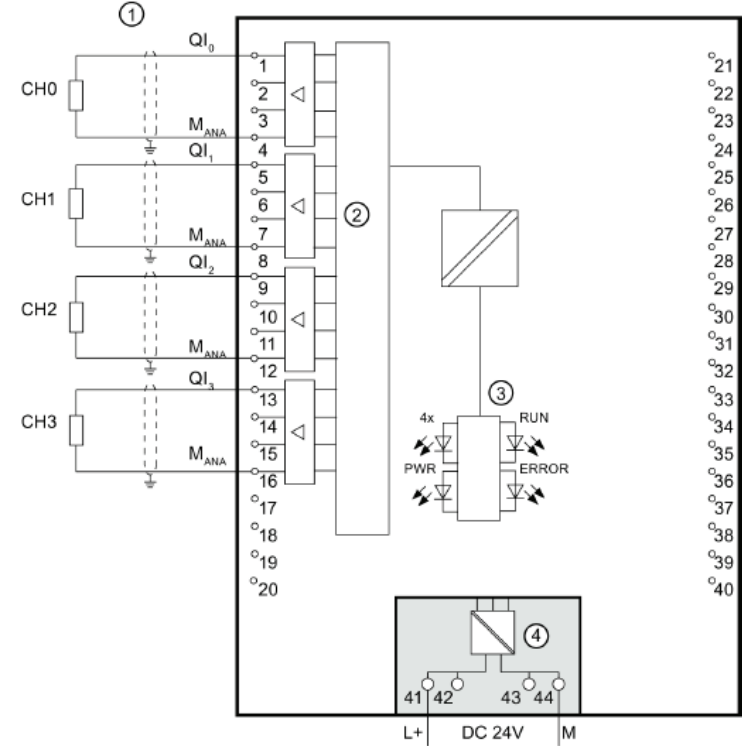 ①
QI0
1
2
3
CH0
MANA
4
QI1
5
6
7
CH1
MANA
8
QI2
9
10
11
CH2
MANA
12
QI3
13
14
15
CH3
MANA
16
17
18
19
20
②
③
4x
RUN
PWR
ERROR
④
41
42
43
44
L+
DC 24V
M
21
22
23
24
25
26
27
28
29
30
31
32
33
34
35
36
37
38
39
40